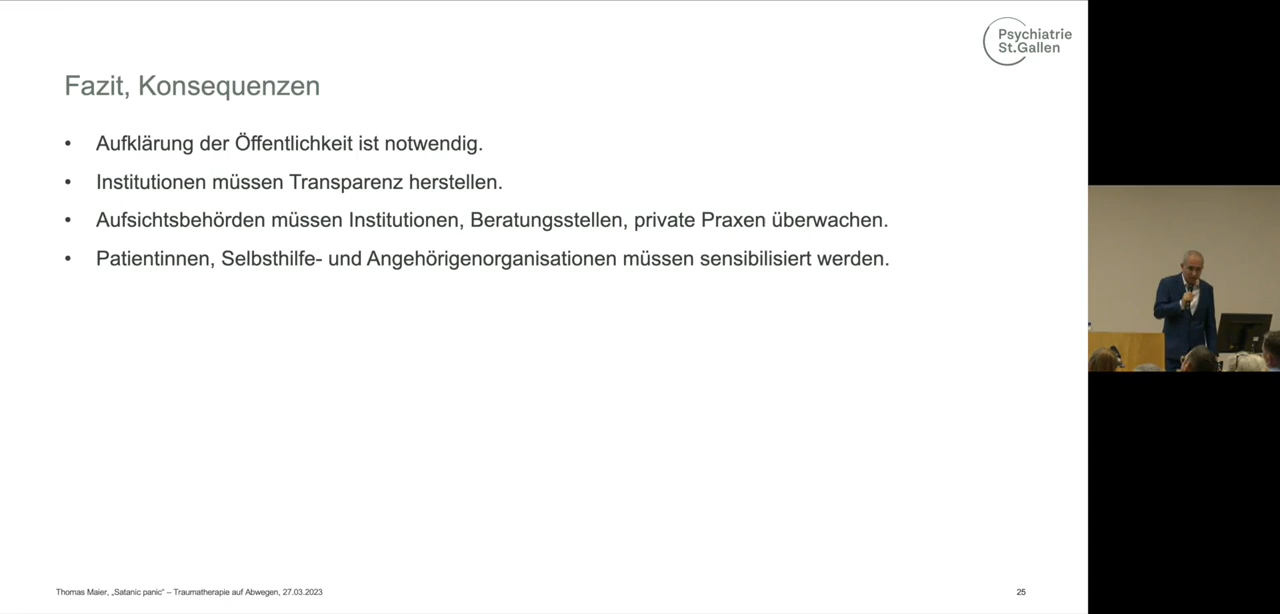 Psychiatrie
St.Gallen
Fazit, Konsequenzen
• Aufklärung der Öffentlichkeit ist notwendig.
• Institutionen müssen Transparenz herstellen.
• Aufsichtsbehörden müssen Institutionen, Beratungsstellen, private Praxen überwachen.
• Patientinnen, Selbsthilfe- und Angehörigenorganisationen müssen sensibilisiert werden.
Thomas Maier, „Satanic panic“ – Traumatherapie auf Abwegen, 27.03.2023
25